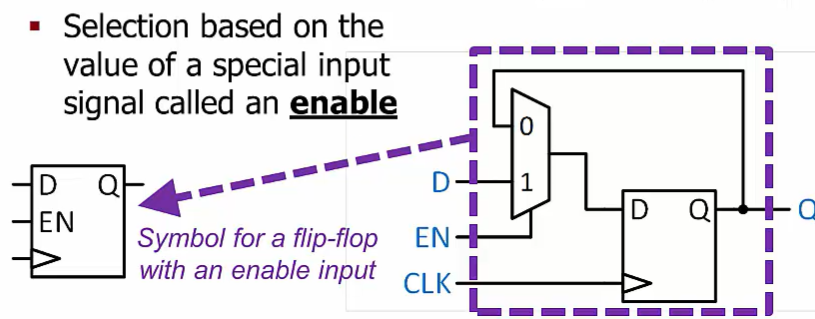 ▪ Selection based on the
value of a special input
signal called an enable
D Q
EN
Symbol for a flip-flop
with an enable input
0
D 1
EN
CLK
D Q
Q